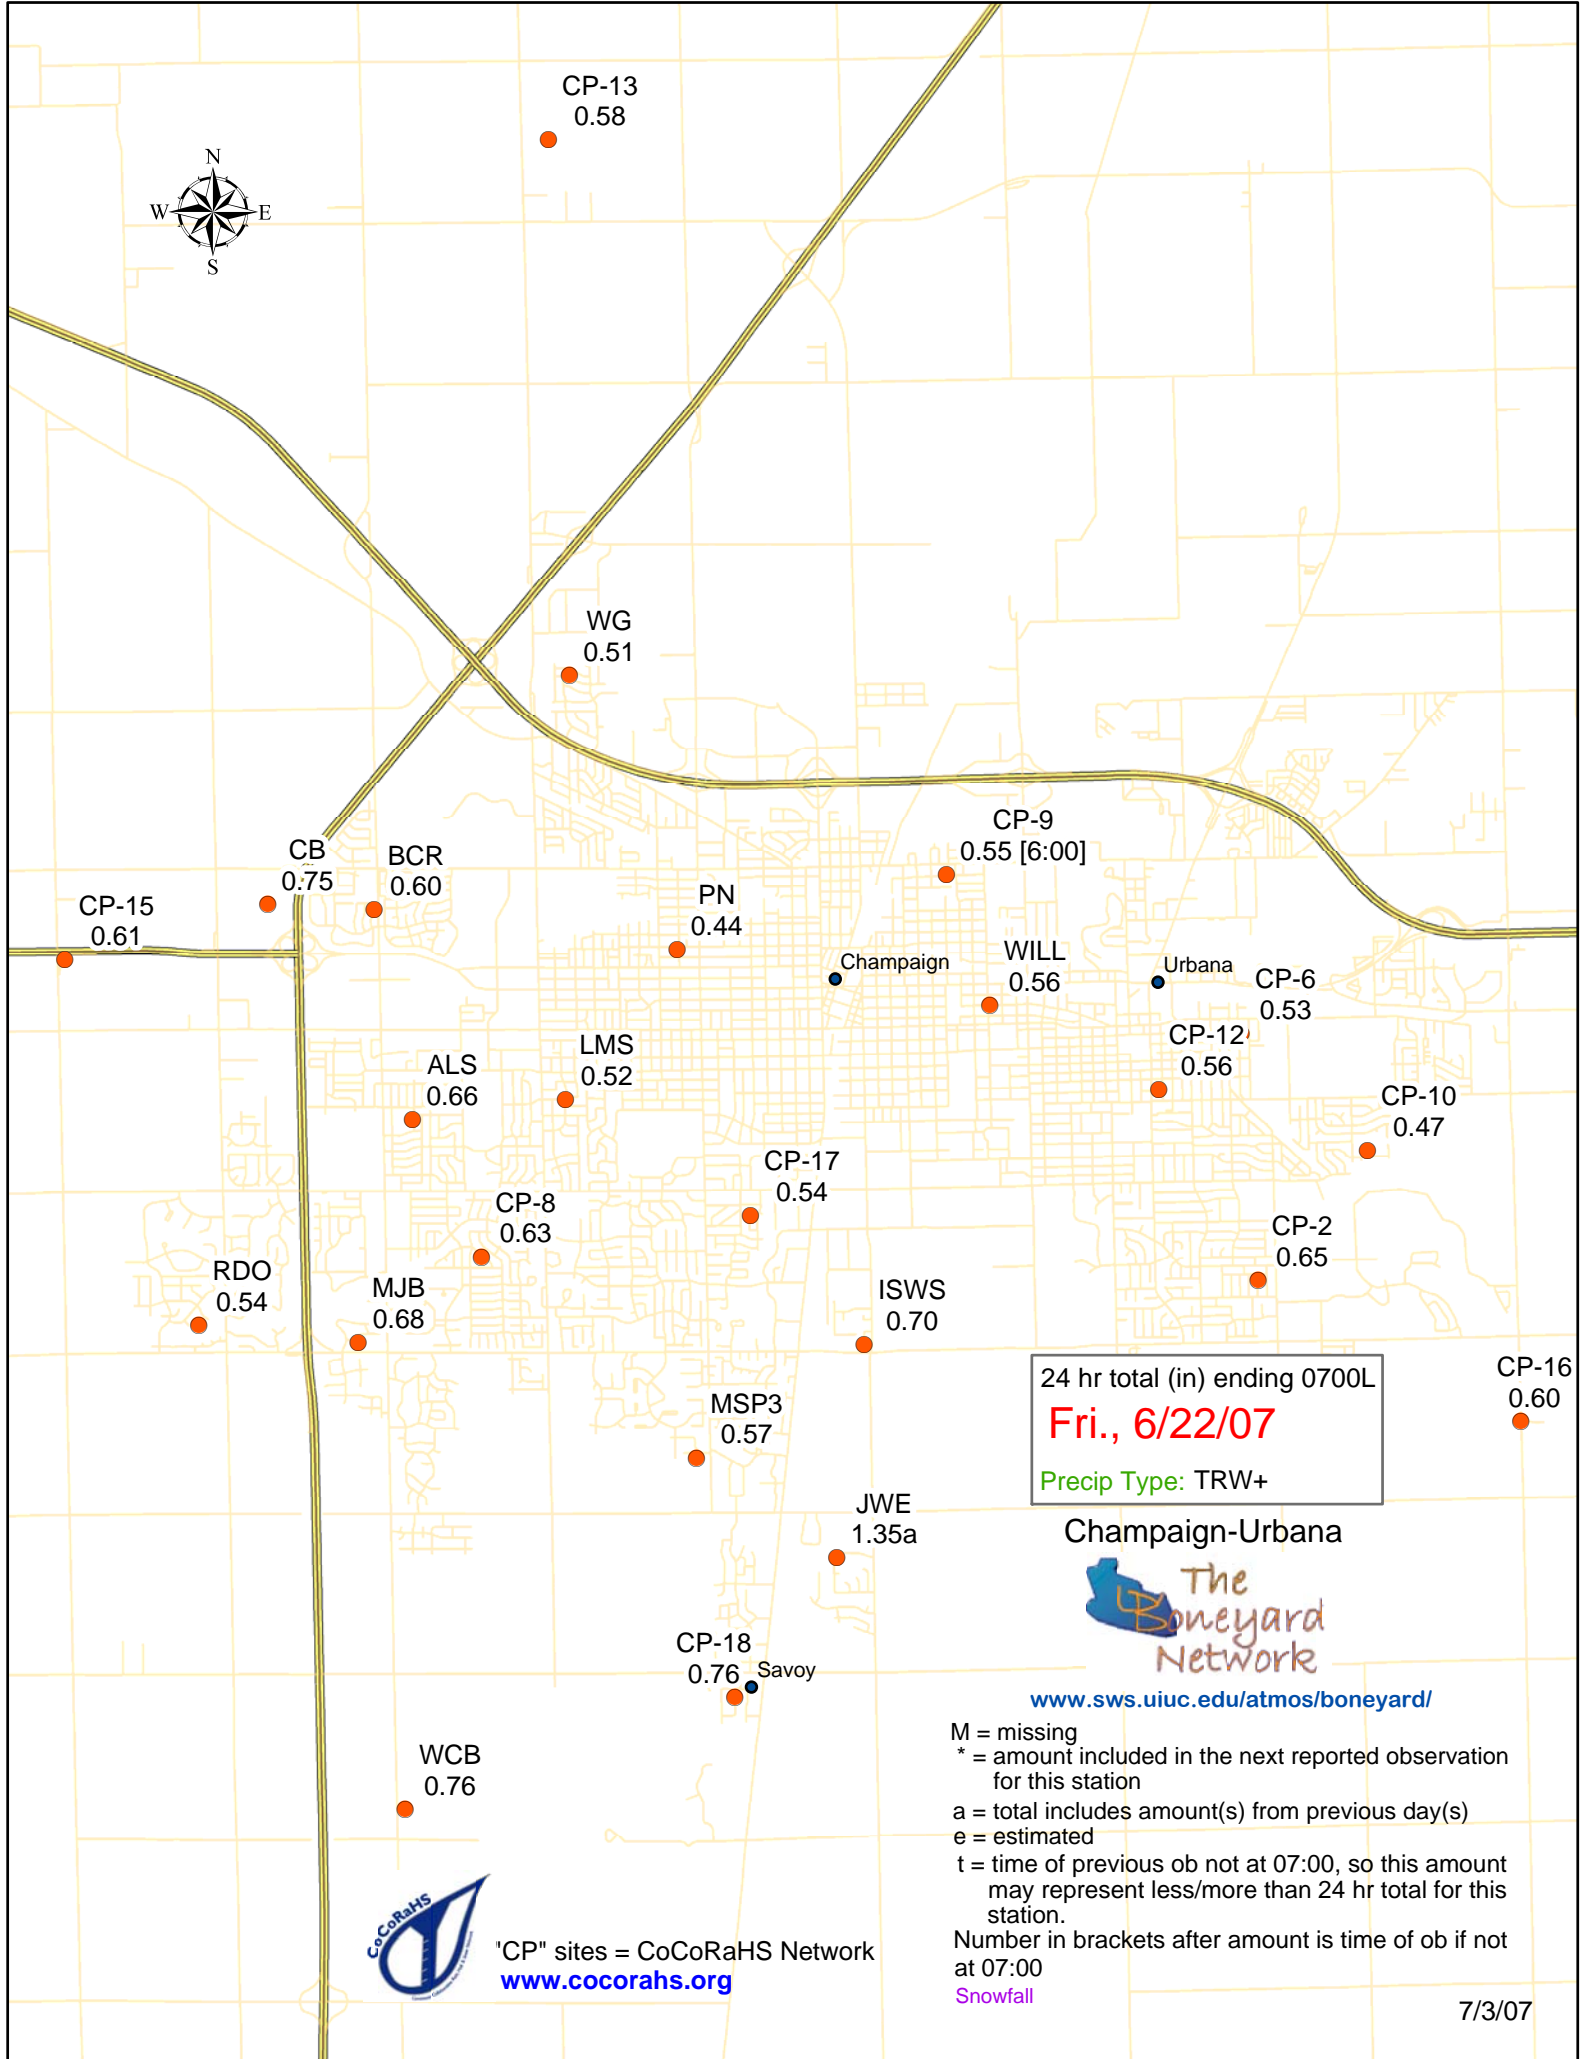 CP-13
0.58
N
W E
S
WG
0.51
CP-9
0.55 [6:00]
CB
0.75
BCR
0.60
PN
0.44
CP-15
0.61
Champaign
WILL
0.56
Urbana
CP-6
0.53
CP-12
0.56
LMS
0.52
ALS
0.66
CP-10
0.47
CP-17
0.54
CP-8
0.63
CP-2
0.65
RDO
0.54
MJB
0.68
ISWS
0.70
CP-16
0.60
24 hr total (in) ending 0700L
Fri., 6/22/07
Precip Type: TRW+
MSP3
0.57
JWE
1.35a
Champaign-Urbana
The
Boneyard
Network
CP-18
0.76
Savoy
www.sws.uiuc.edu/atmos/boneyard/
WCB
0.76
M = missing
* = amount included in the next reported observation
for this station
a = total includes amount(s) from previous day(s)
e = estimated
t = time of previous ob not at 07:00, so this amount
may represent less/more than 24 hr total for this
station.
Number in brackets after amount is time of ob if not
at 07:00
Snowfall
CoCoRaHS
"CP" sites = CoCoRaHS Network
www.cocorahs.org
7/3/07